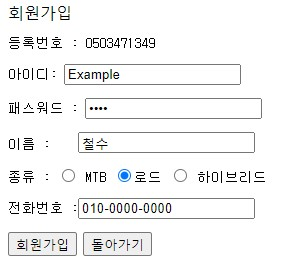 회원가입
등록번호 : 0503471349
아이디: Example
패스워드 : ••••
이름 : 철수
종류 : MTB 로드 하이브리드
전화번호 : 010-0000-0000
회원가입 돌아가기